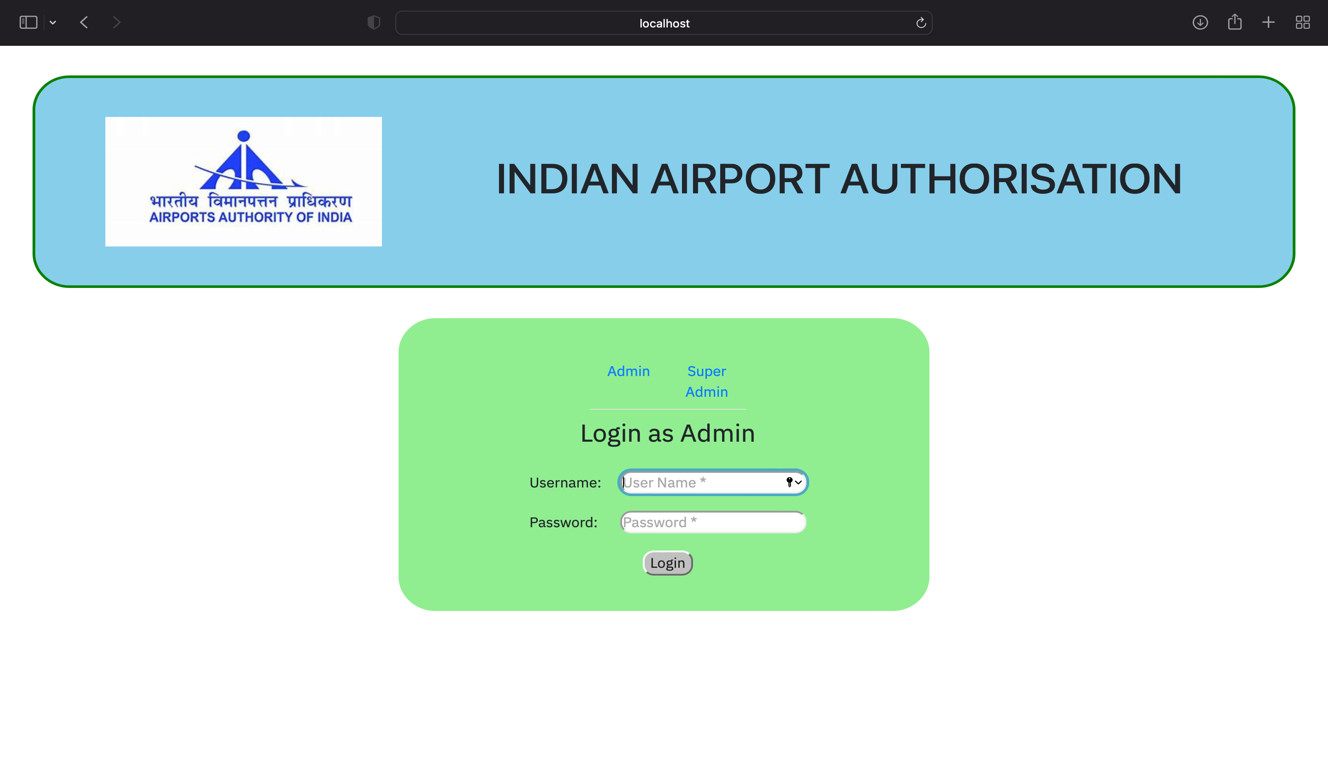 localhost
भारतीय विमानपत्तन प्राधिकरण
AIRPORTS AUTHORITY OF INDIA
INDIAN AIRPORT AUTHORISATION
Admin
Super
Admin
Login as Admin
Username: User Name *
Password: Password *
Login